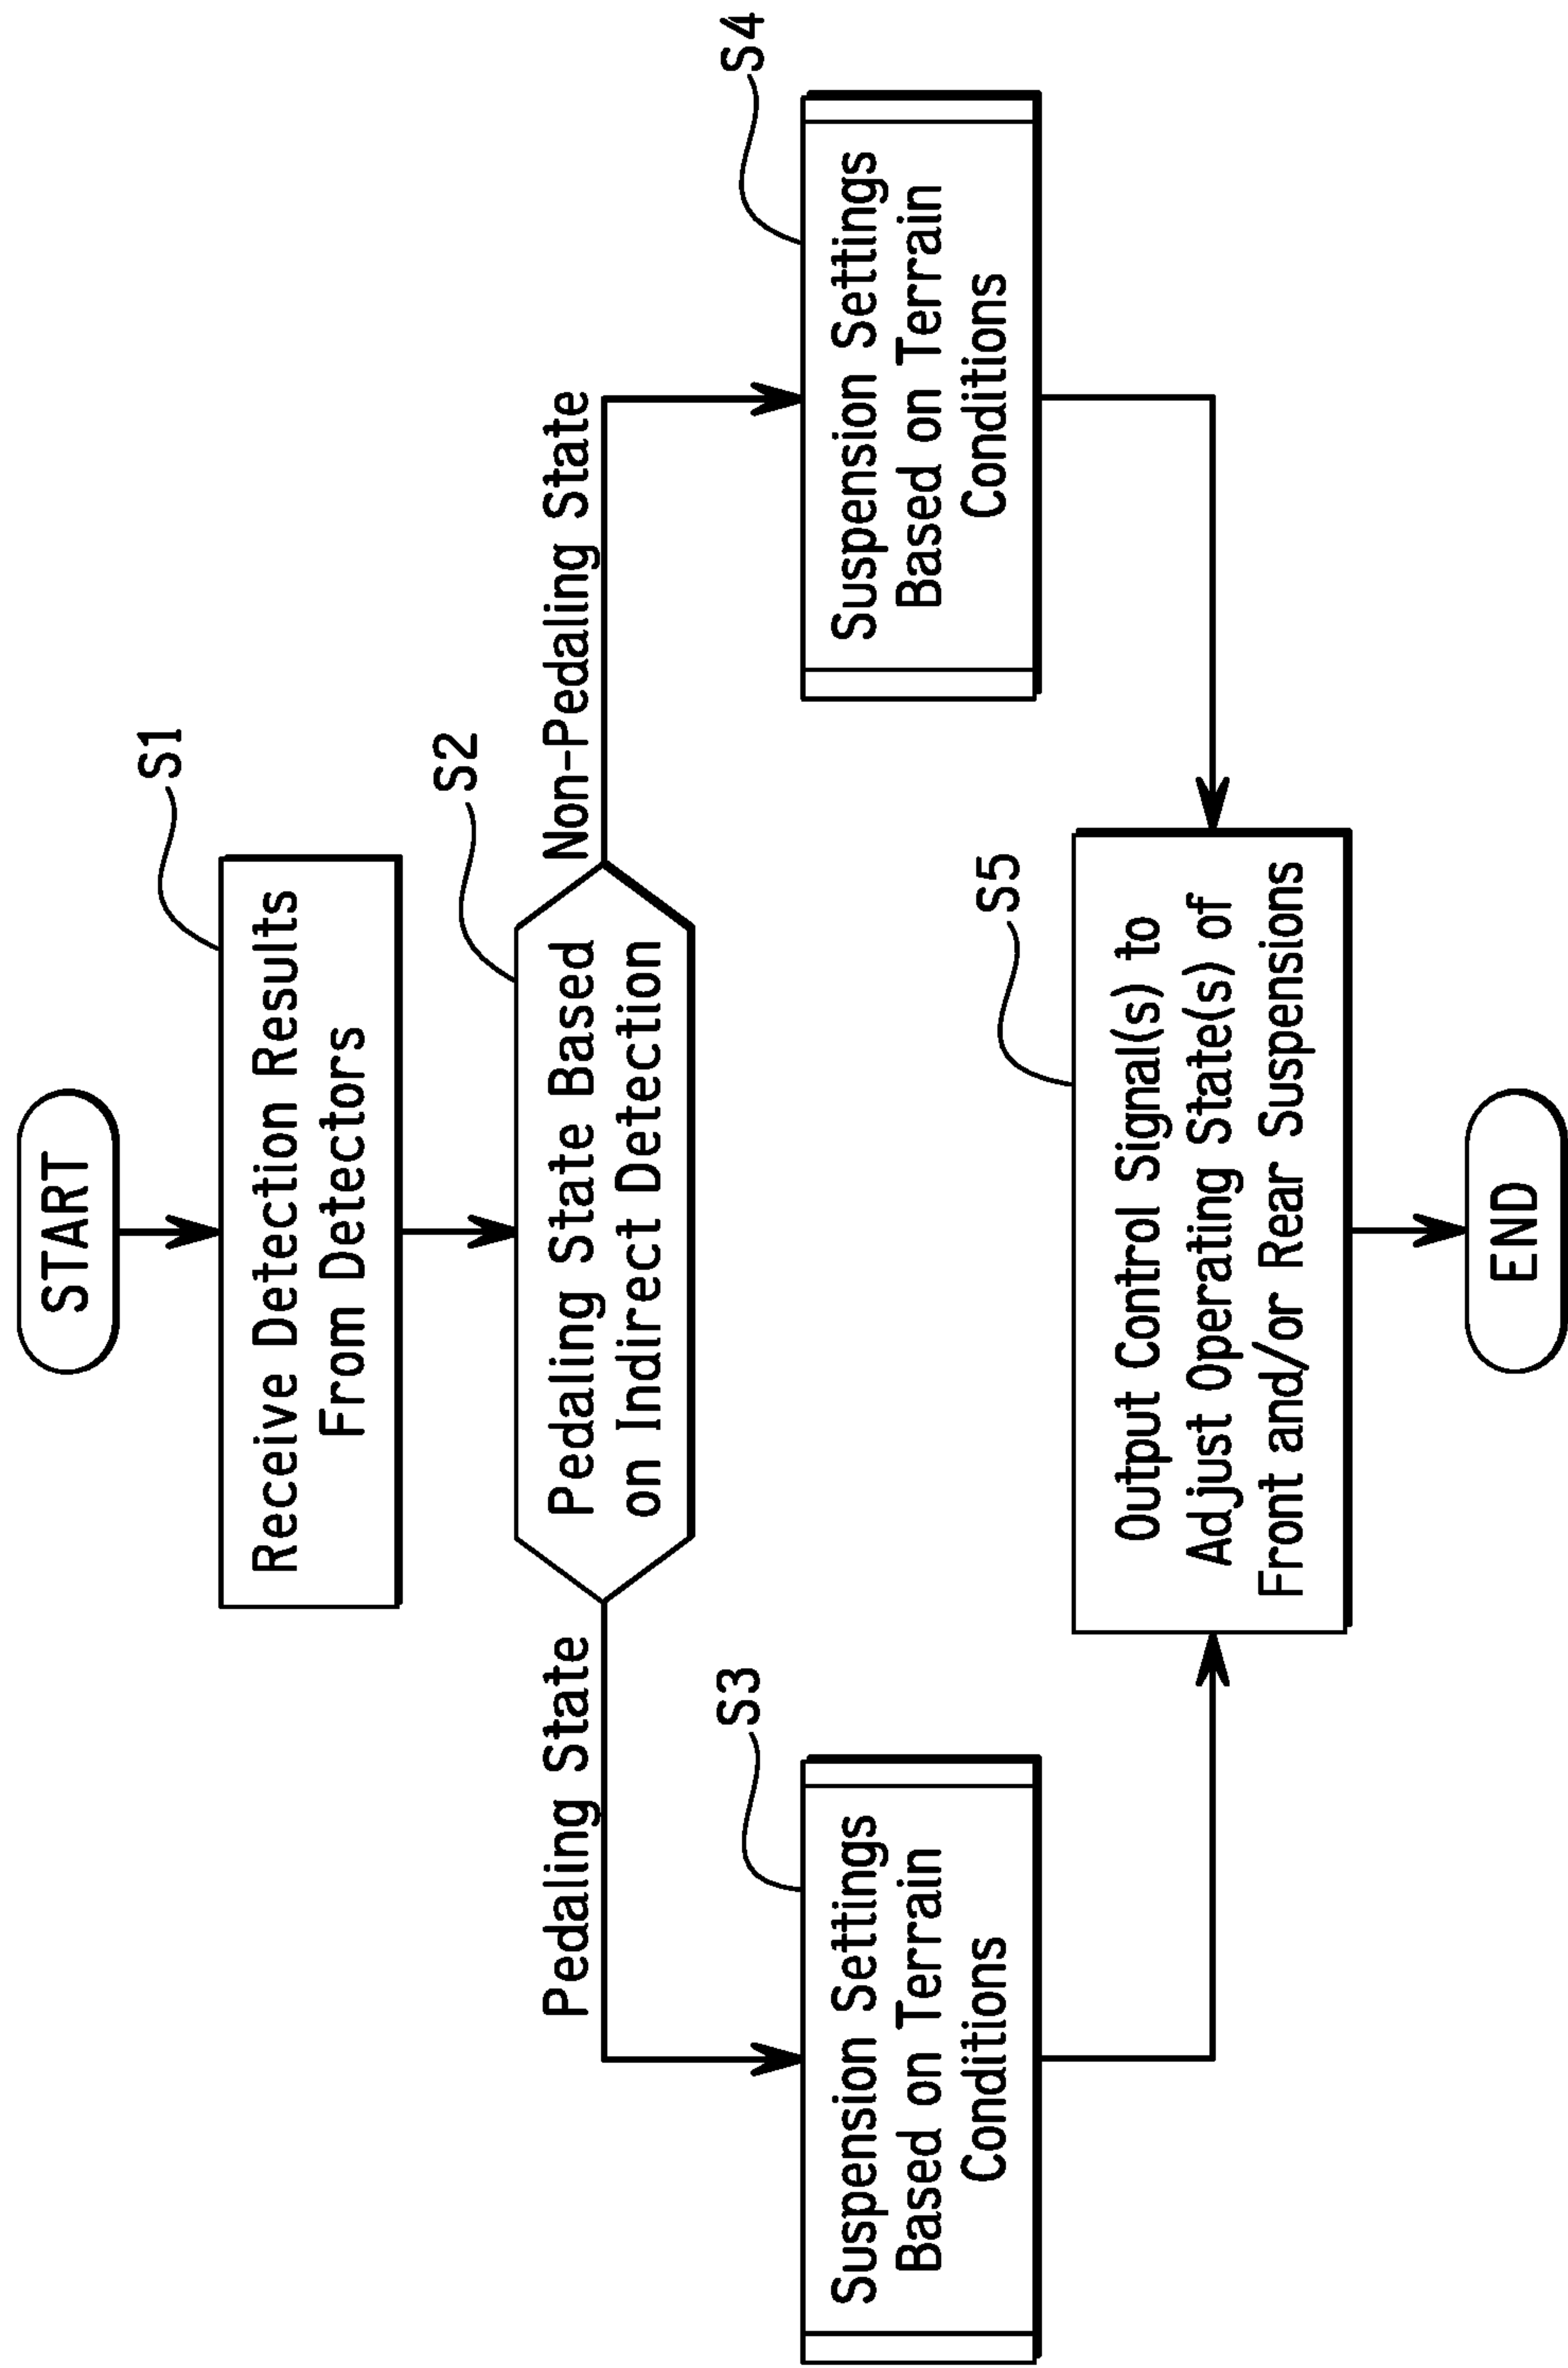 START
S1
Receive Detection Results
From Detectors
S2
Pedaling State Based
on Indirect Detection
Pedaling State
Non-Pedaling State
S3
Suspension Settings
Based on Terrain
Conditions
S4
Suspension Settings
Based on Terrain
Conditions
S5
Output Control Signal(s) to
Adjust Operating State(s) of
Front and/or Rear Suspensions
END